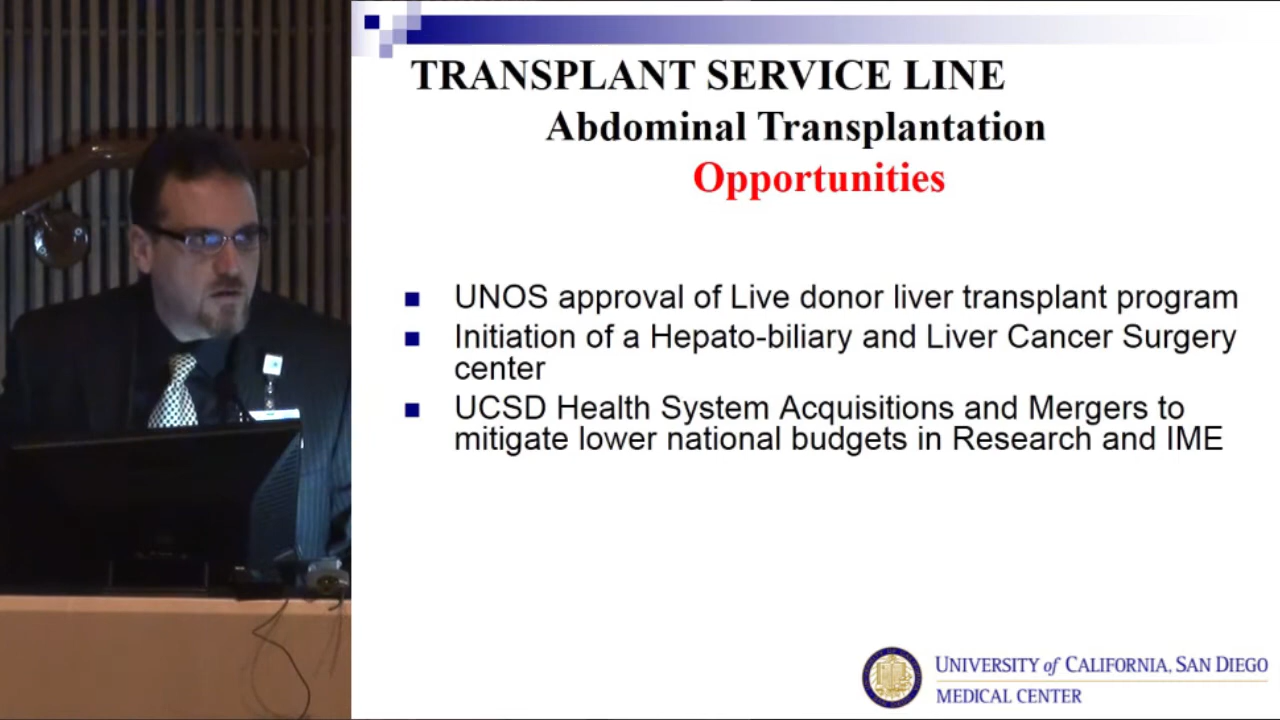 TRANSPLANT SERVICE LINE
Abdominal Transplantation
Opportunities
UNOS approval of Live donor liver transplant program
Initiation of a Hepato-biliary and Liver Cancer Surgery
center
UCSD Health System Acquisitions and Mergers to
mitigate lower national budgets in Research and IME
UNIVERSITY of CALIFORNIA, SAN DIEGO
MEDICAL CENTER